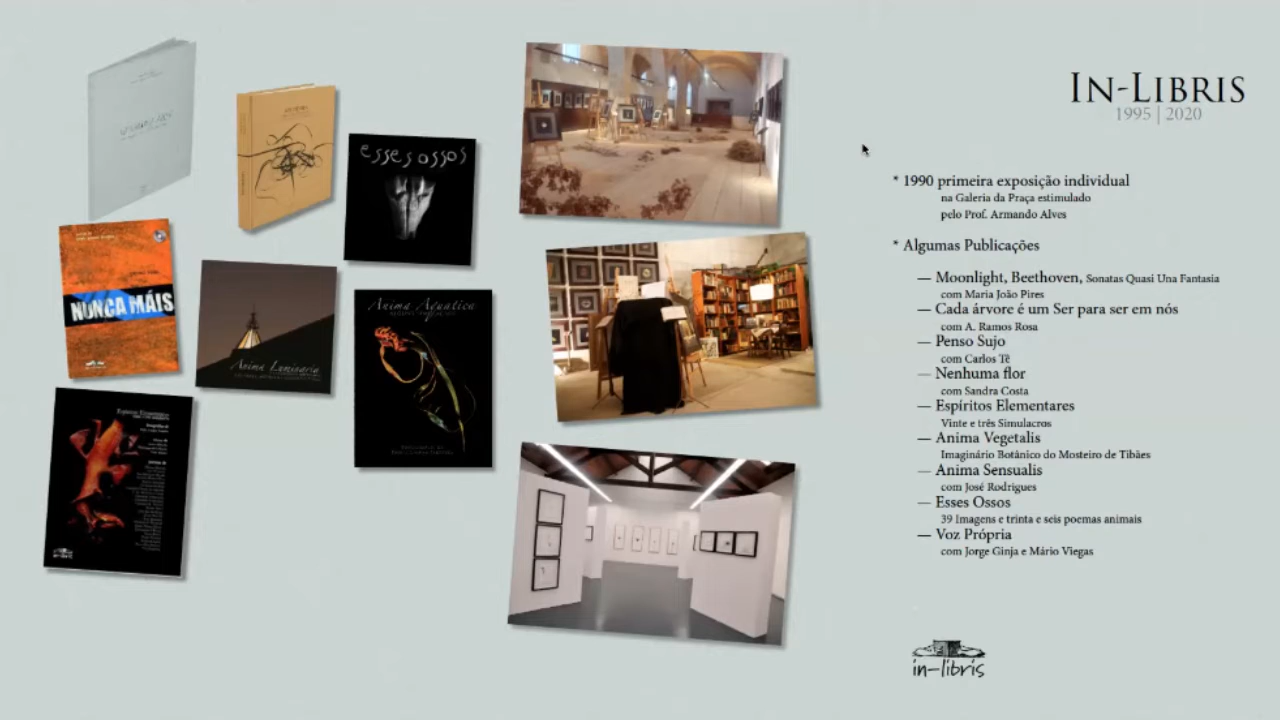 esses ossos
NUNCA MÁIS
Anima Luminaria
Anima Aquatica
in-libris
IN-LIBRIS
1995 | 2020
* 1990 primeira exposição individual
na Galeria da Praça estimulado
pelo Prof. Armando Alves
* Algumas Publicações
— Moonlight, Beethoven, Sonatas Quasi Una Fantasia
com Maria João Pires
— Cada árvore é um Ser para ser em nós
com A. Ramos Rosa
— Penso Sujo
com Carlos Tê
— Nenhuma flor
com Sandra Costa
— Espíritos Elementares
Vinte e três Simulacros
— Anima Vegetalis
Imaginário Botânico do Mosteiro de Tibães
— Anima Sensualis
com José Rodrigues
— Esses Ossos
39 Imagens e trinta e seis poemas animais
— Voz Própria
com Jorge Ginja e Mário Viegas
in-libris